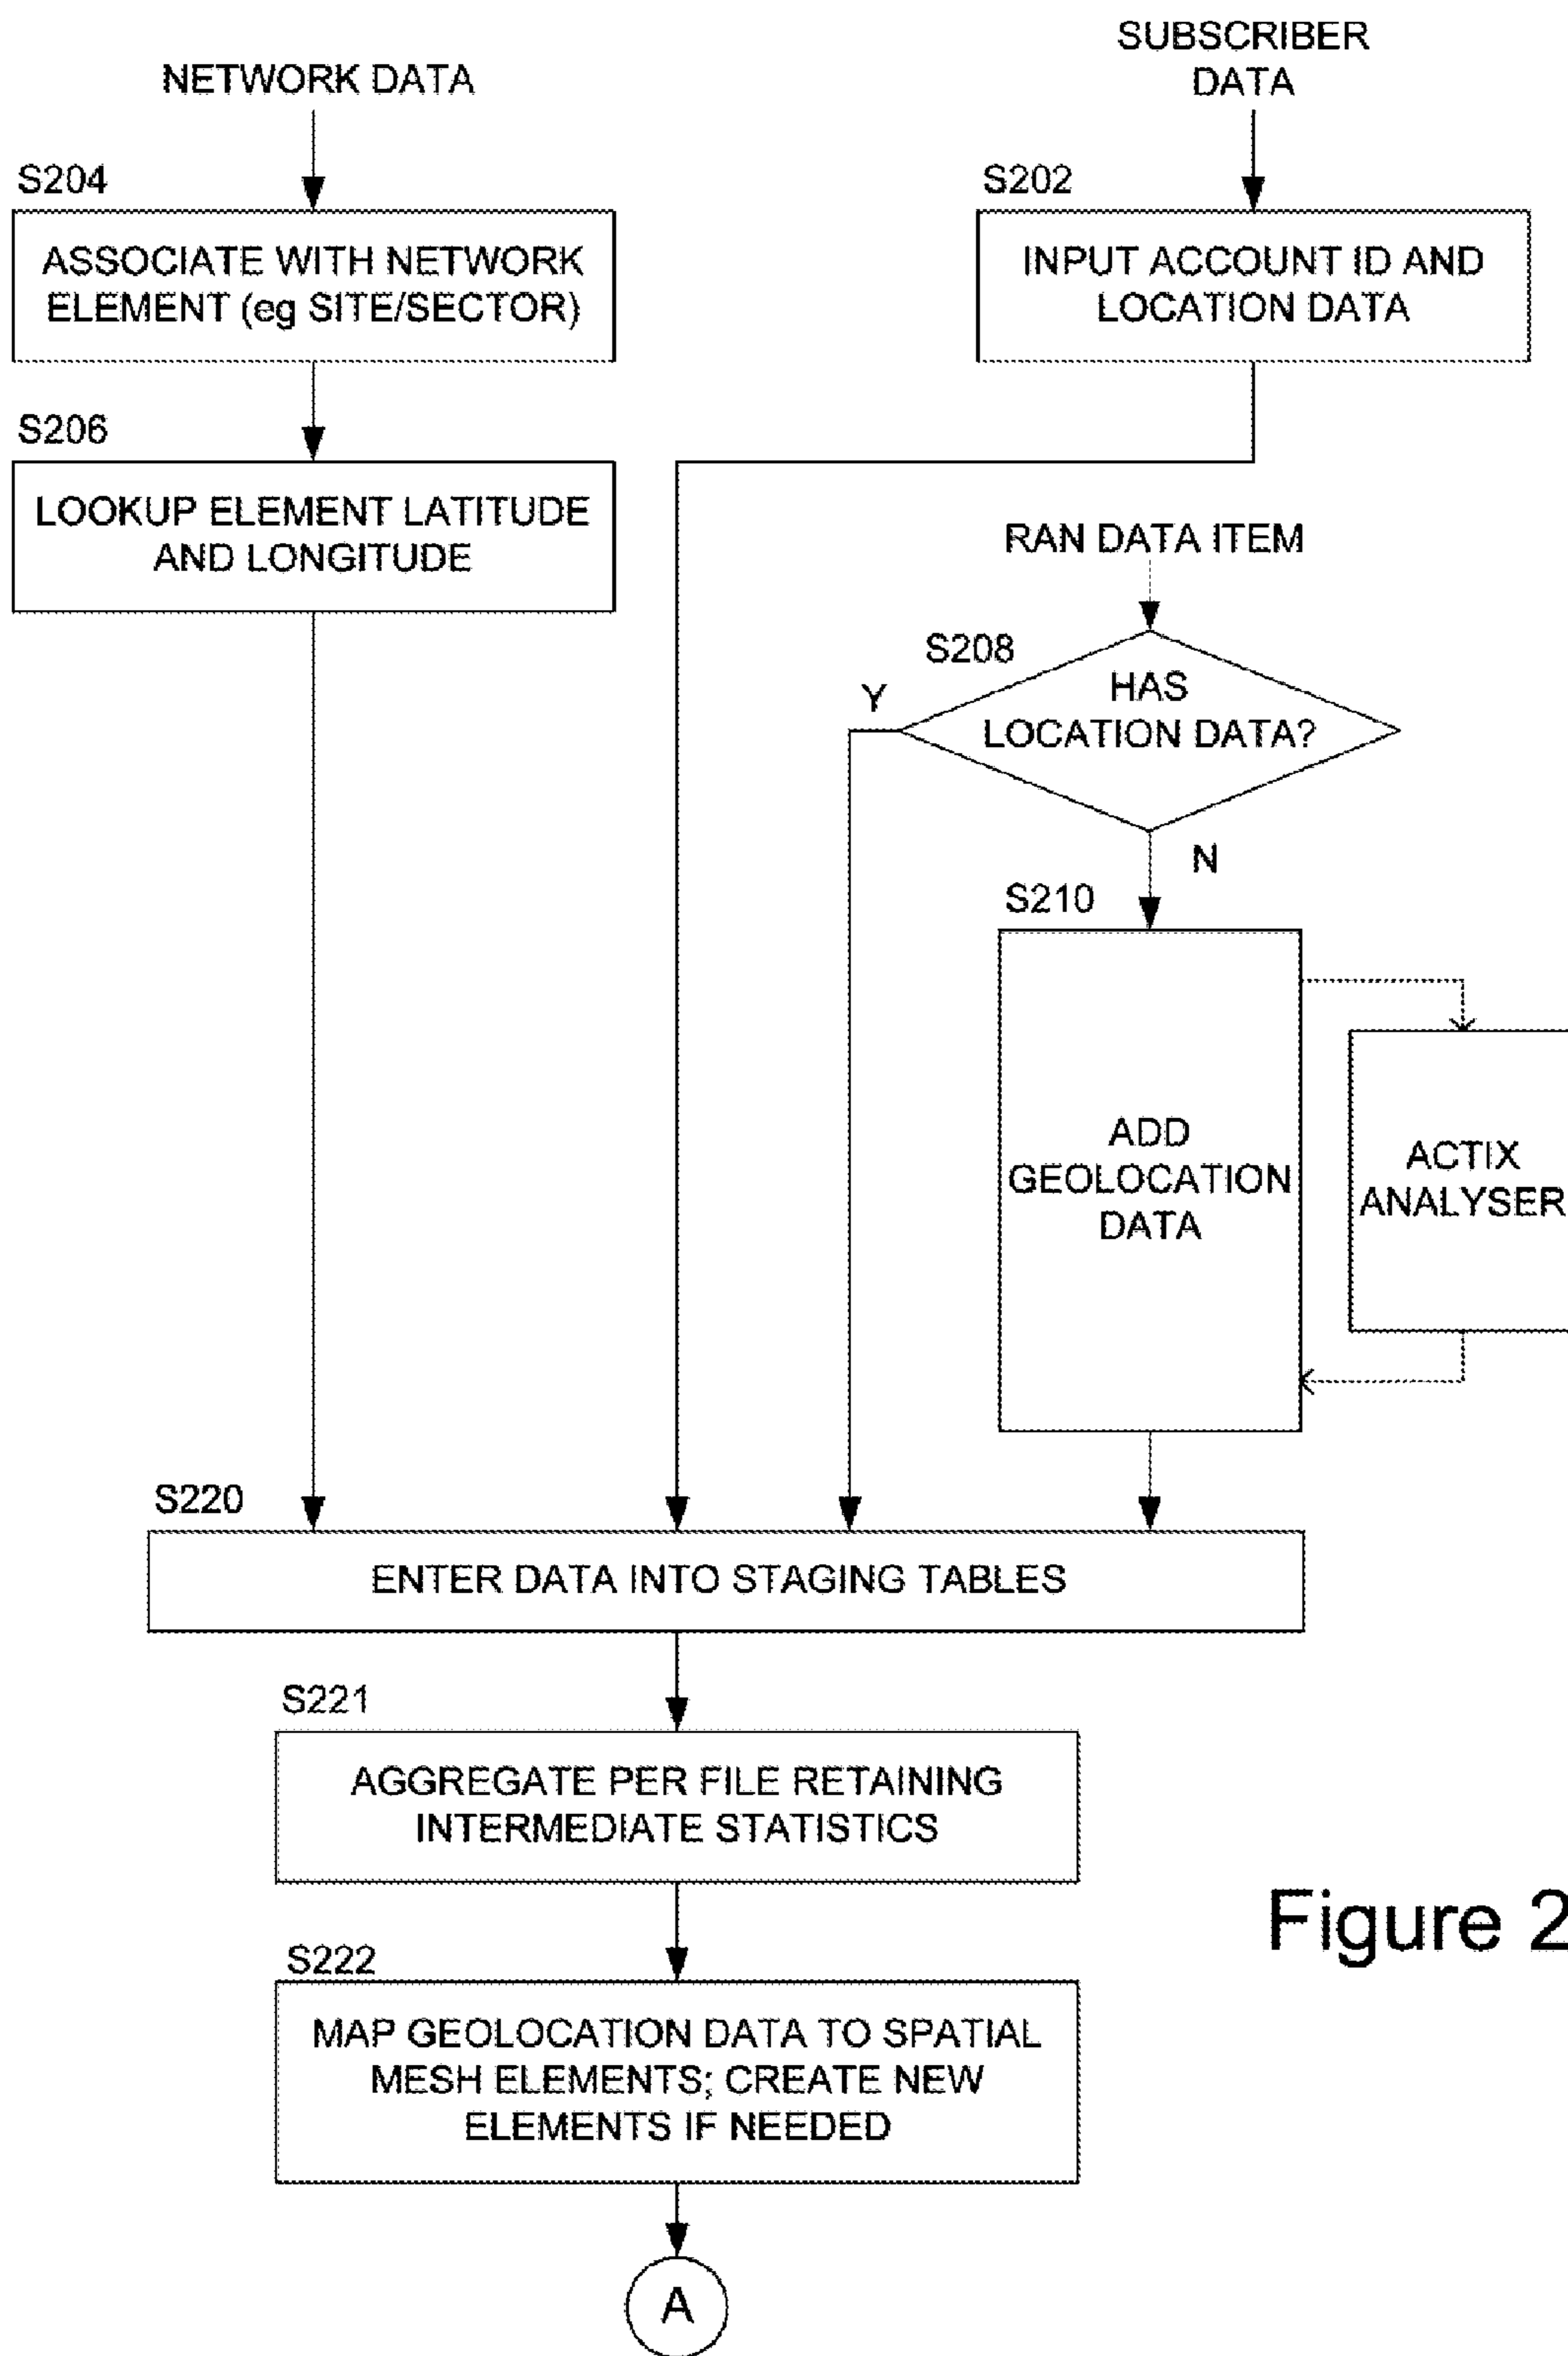 NETWORK DATA
SUBSCRIBER
DATA
S204
ASSOCIATE WITH NETWORK
ELEMENT (eg SITE/SECTOR)
S202
INPUT ACCOUNT ID AND
LOCATION DATA
S206
LOOKUP ELEMENT LATITUDE
AND LONGITUDE
RAN DATA ITEM
S208
HAS
LOCATION DATA?
Y
N
S210
ADD
GEOLOCATION
DATA
ACTIX
ANALYSER
S220
ENTER DATA INTO STAGING TABLES
S221
AGGREGATE PER FILE RETAINING
INTERMEDIATE STATISTICS
S222
MAP GEOLOCATION DATA TO SPATIAL
MESH ELEMENTS; CREATE NEW
ELEMENTS IF NEEDED
A
Figure 2